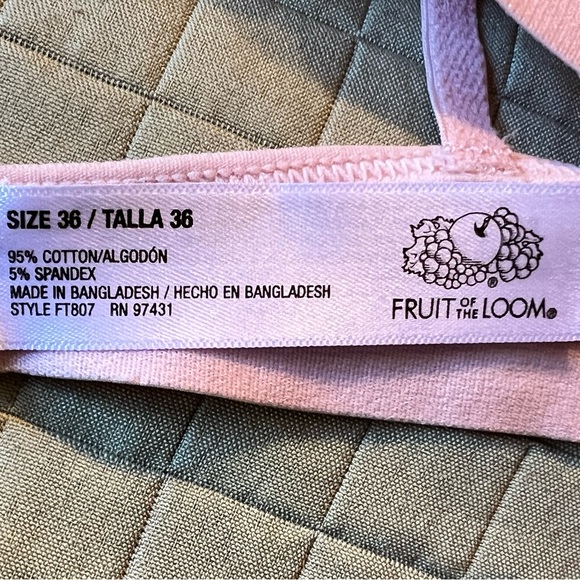 SIZE 36 / TALLA 36
95% COTTON/ALGODÓN
5% SPANDEX
MADE IN BANGLADESH / HECHO EN BANGLADESH
STYLE FT807 RN 97431
®
FRUIT OF THE LOOM®